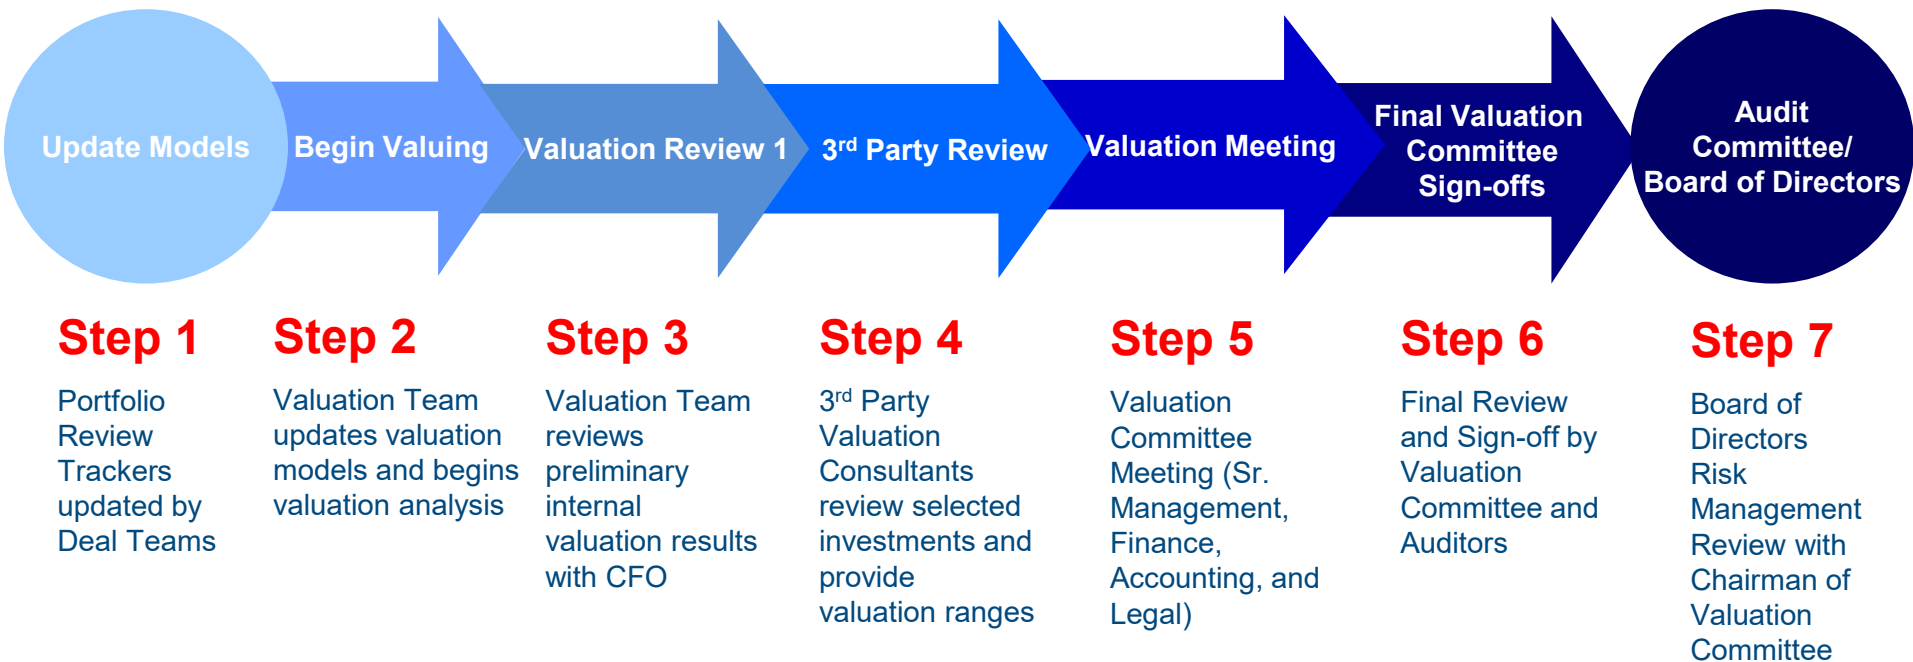 Update Models
Begin Valuing
Valuation Review 1
3rd Party Review
Valuation Meeting
Final Valuation
Committee
Sign-offs
Audit
Committee/
Board of Directors
Step 1
Portfolio
Review
Trackers
updated by
Deal Teams
Step 2
Valuation Team
updates valuation
models and begins
valuation analysis
Step 3
Valuation Team
reviews
preliminary
internal
valuation results
with CFO
Step 4
3rd Party
Valuation
Consultants
review selected
investments and
provide
valuation ranges
Step 5
Valuation
Committee
Meeting (Sr.
Management,
Finance,
Accounting, and
Legal)
Step 6
Final Review
and Sign-off by
Valuation
Committee and
Auditors
Step 7
Board of
Directors
Risk
Management
Review with
Chairman of
Valuation
Committee